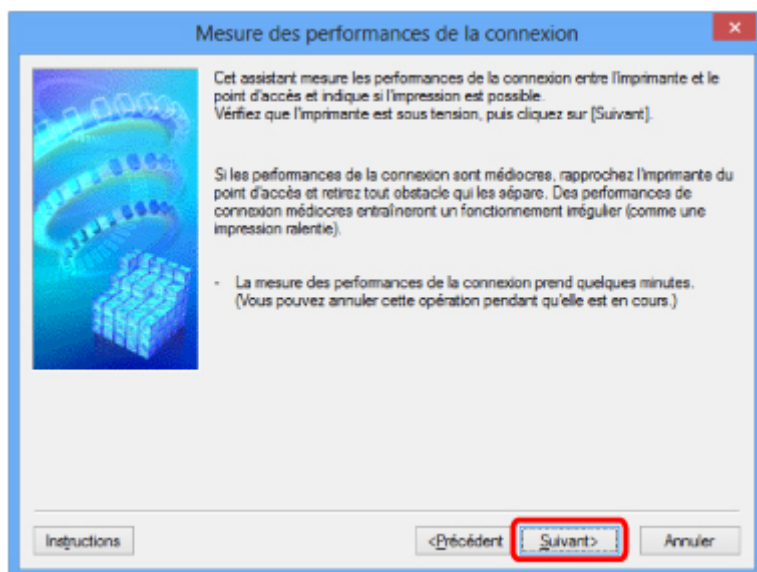 Mesure des performances de la connexion
Cet assistant mesure les performances de la connexion entre l'imprimante et le
point d'accès et indique si l'impression est possible.
Vérifiez que l'imprimante est sous tension, puis cliquez sur [Suivant].
Si les performances de la connexion sont médiocres, rapprochez l'imprimante du
point d'accès et retirez tout obstacle qui les sépare. Des performances de
connexion médiocres entraîneront un fonctionnement irrégulier (comme une
impression ralentie).
- La mesure des performances de la connexion prend quelques minutes.
(Vous pouvez annuler cette opération pendant qu'elle est en cours.)
Instructions
<Précédent
Suivant>
Annuler